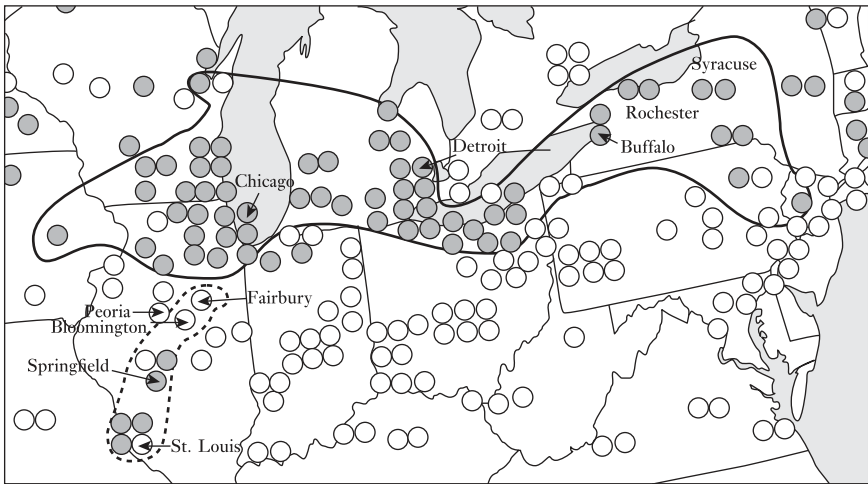 Syracuse
Rochester
Buffalo
Detroit
Chicago
Fairbury
Peoria
Bloomington
Springfield
St. Louis